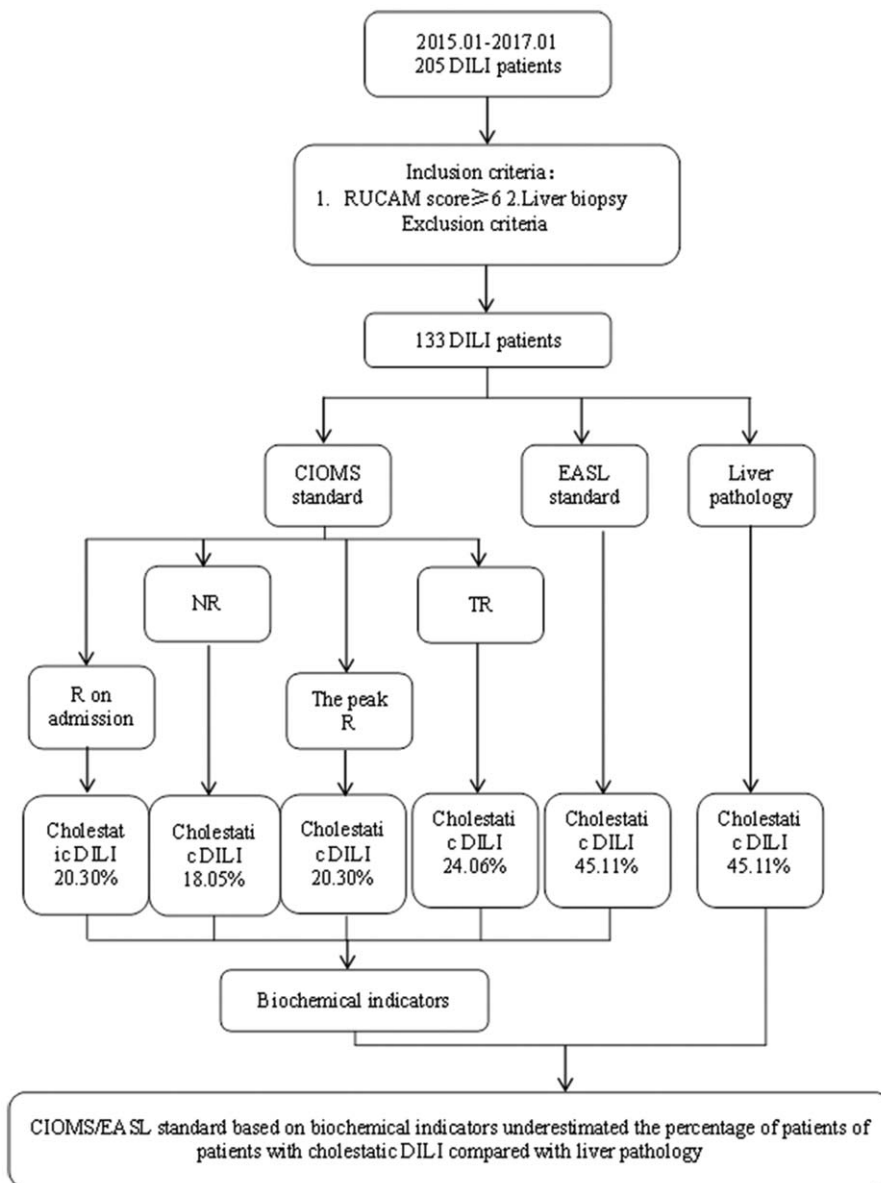 2015.01-2017.01
205 DILI patients
Inclusion criteria:
1. RUCAM score≥6 2.Liver biopsy
Exclusion criteria
133 DILI patients
CIOMS
standard
EASL
standard
Liver
pathology
NR
TR
R on
admission
The peak
R
Cholestat
ic DILI
20.30%
Cholestati
c DILI
18.05%
Cholestati
c DILI
20.30%
Cholestati
c DILI
24.06%
Cholestati
c DILI
45.11%
Cholestati
c DILI
45.11%
Biochemical indicators
CIOMS/EASL standard based on biochemical indicators underestimated the percentage of patients of
patients with cholestatic DILI compared with liver pathology